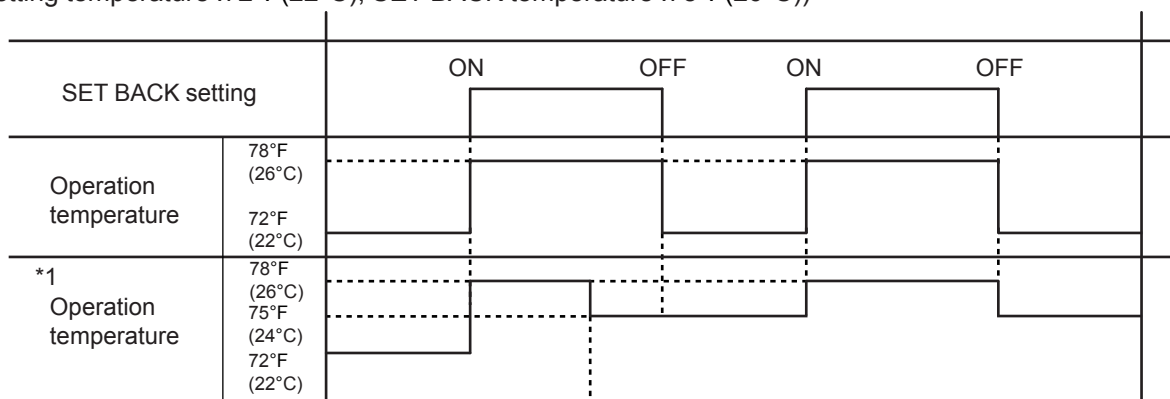 SET BACK setting
ON OFF ON OFF
Operation
temperature
78°F
(26°C)
72°F
(22°C)
*1
Operation
temperature
78°F
(26°C)
75°F
(24°C)
72°F
(22°C)